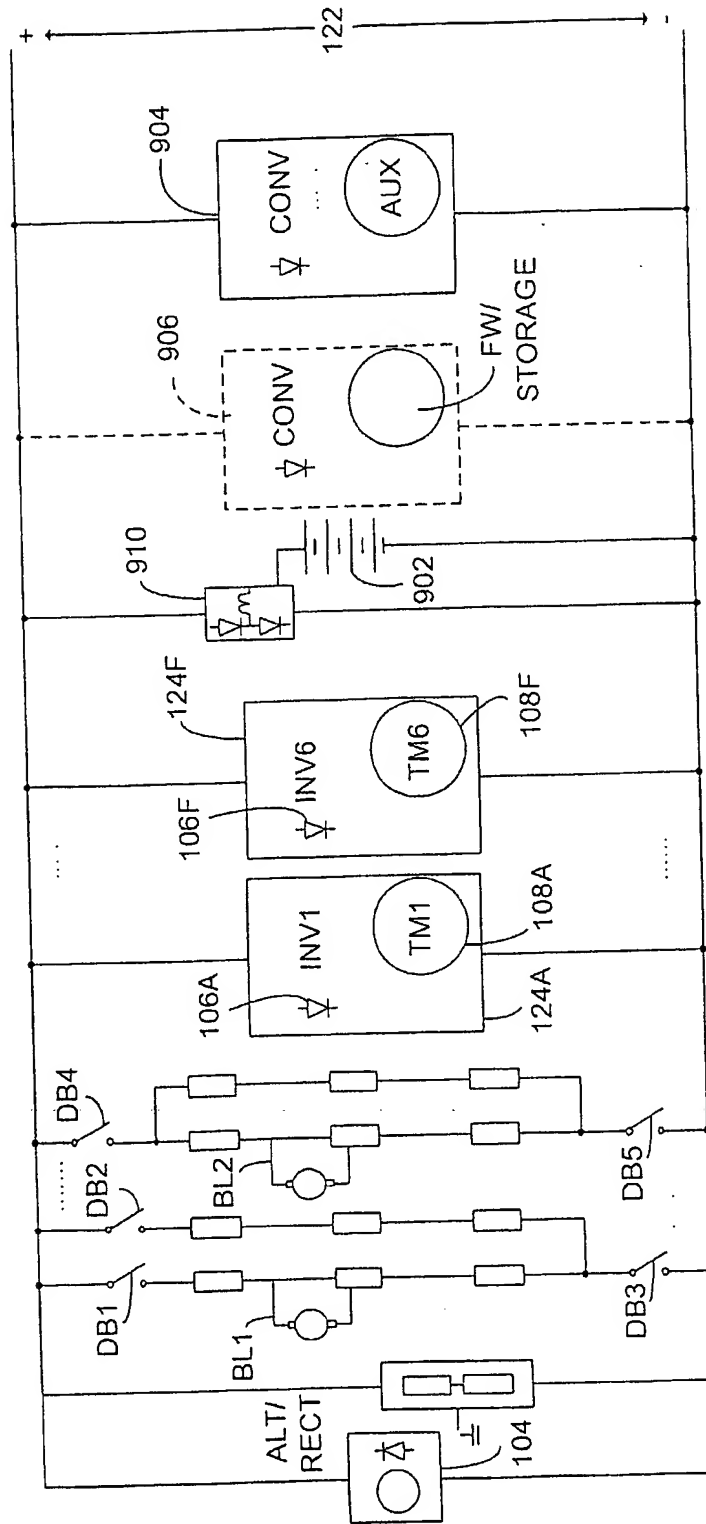 ALT/
RECT
104
DB1
DB2
DB4
BL1
BL2
DB3
DB5
106A
INV1
TM1
108A
124A
.....
106F
INV6
TM6
108F
124F
910
902
906
CONV
FW/
STORAGE
904
CONV
.....
AUX
+
122
-